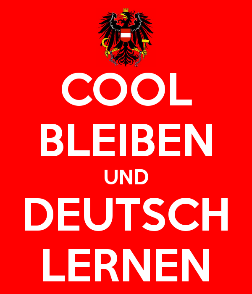 COOL
BLEIBEN
UND
DEUTSCH
LERNEN